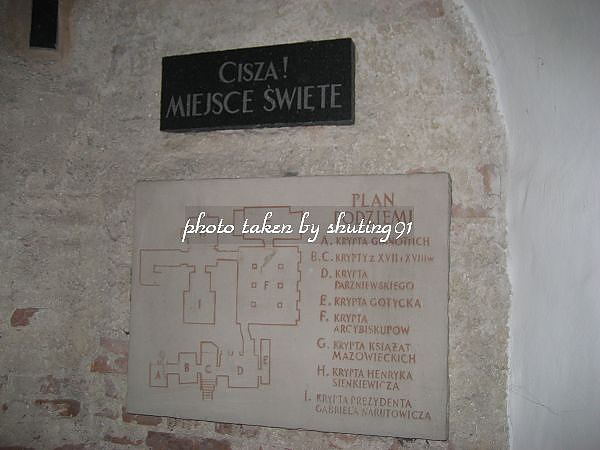 CISZA!
MIEJSCE ŚWIĘTE
PLAN
PODZIEMI
photo taken by shuting91
A. KRYPTA
B.C. KRYPTY Z XVII I XVIII W
D. KRYPTA
PARZNIEWSKIEGO
E. KRYPTA GOTYCKA
F. KRYPTA
ARCYBISKUPÓW
G. KRYPTA KSIĄŻĄT
MAZOWIECKICH
H. KRYPTA HENRYKA
SIENKIEWICZA
I. KRYPTA PREZYDENTA
GABRIELA NARUTOWICZA
F
I
A
B
C
D
E